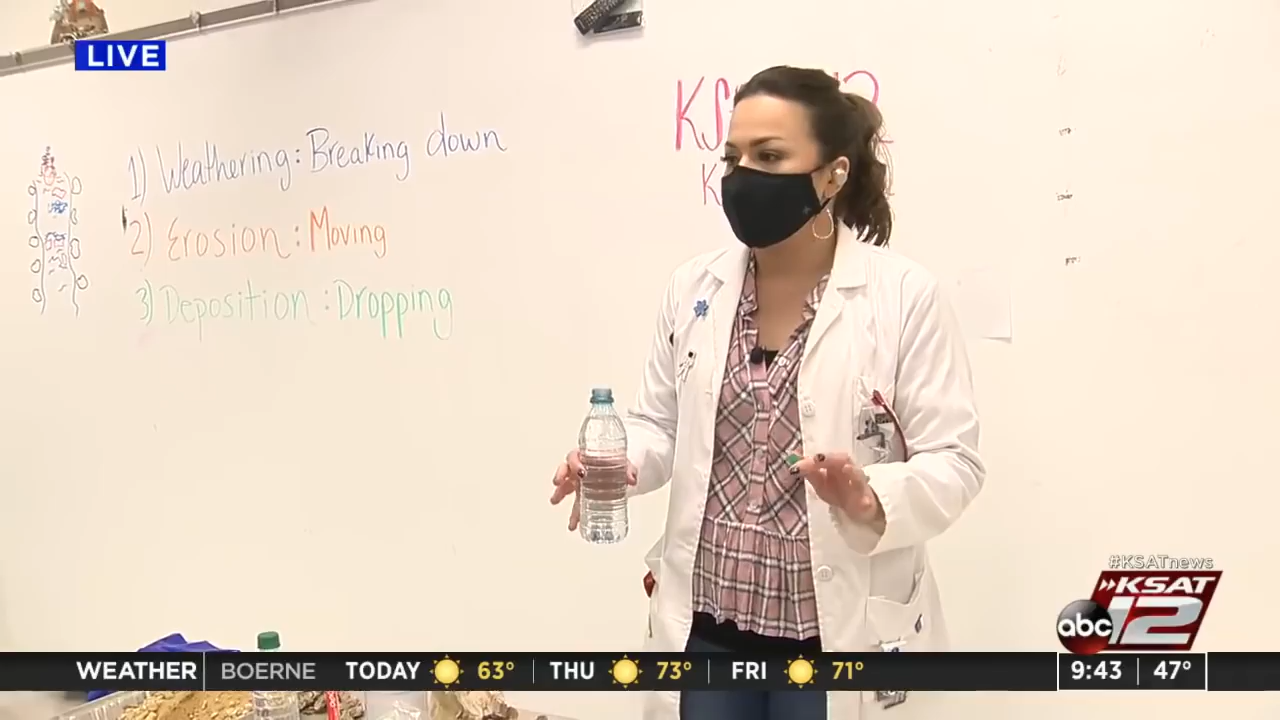 LIVE
1) Weathering: Breaking down
2) Erosion: Moving
3) Deposition: Dropping
#KSATnews
KSAT
abc 12
WEATHER BOERNE TODAY 63° THU 73° FRI 71° 9:43 47°